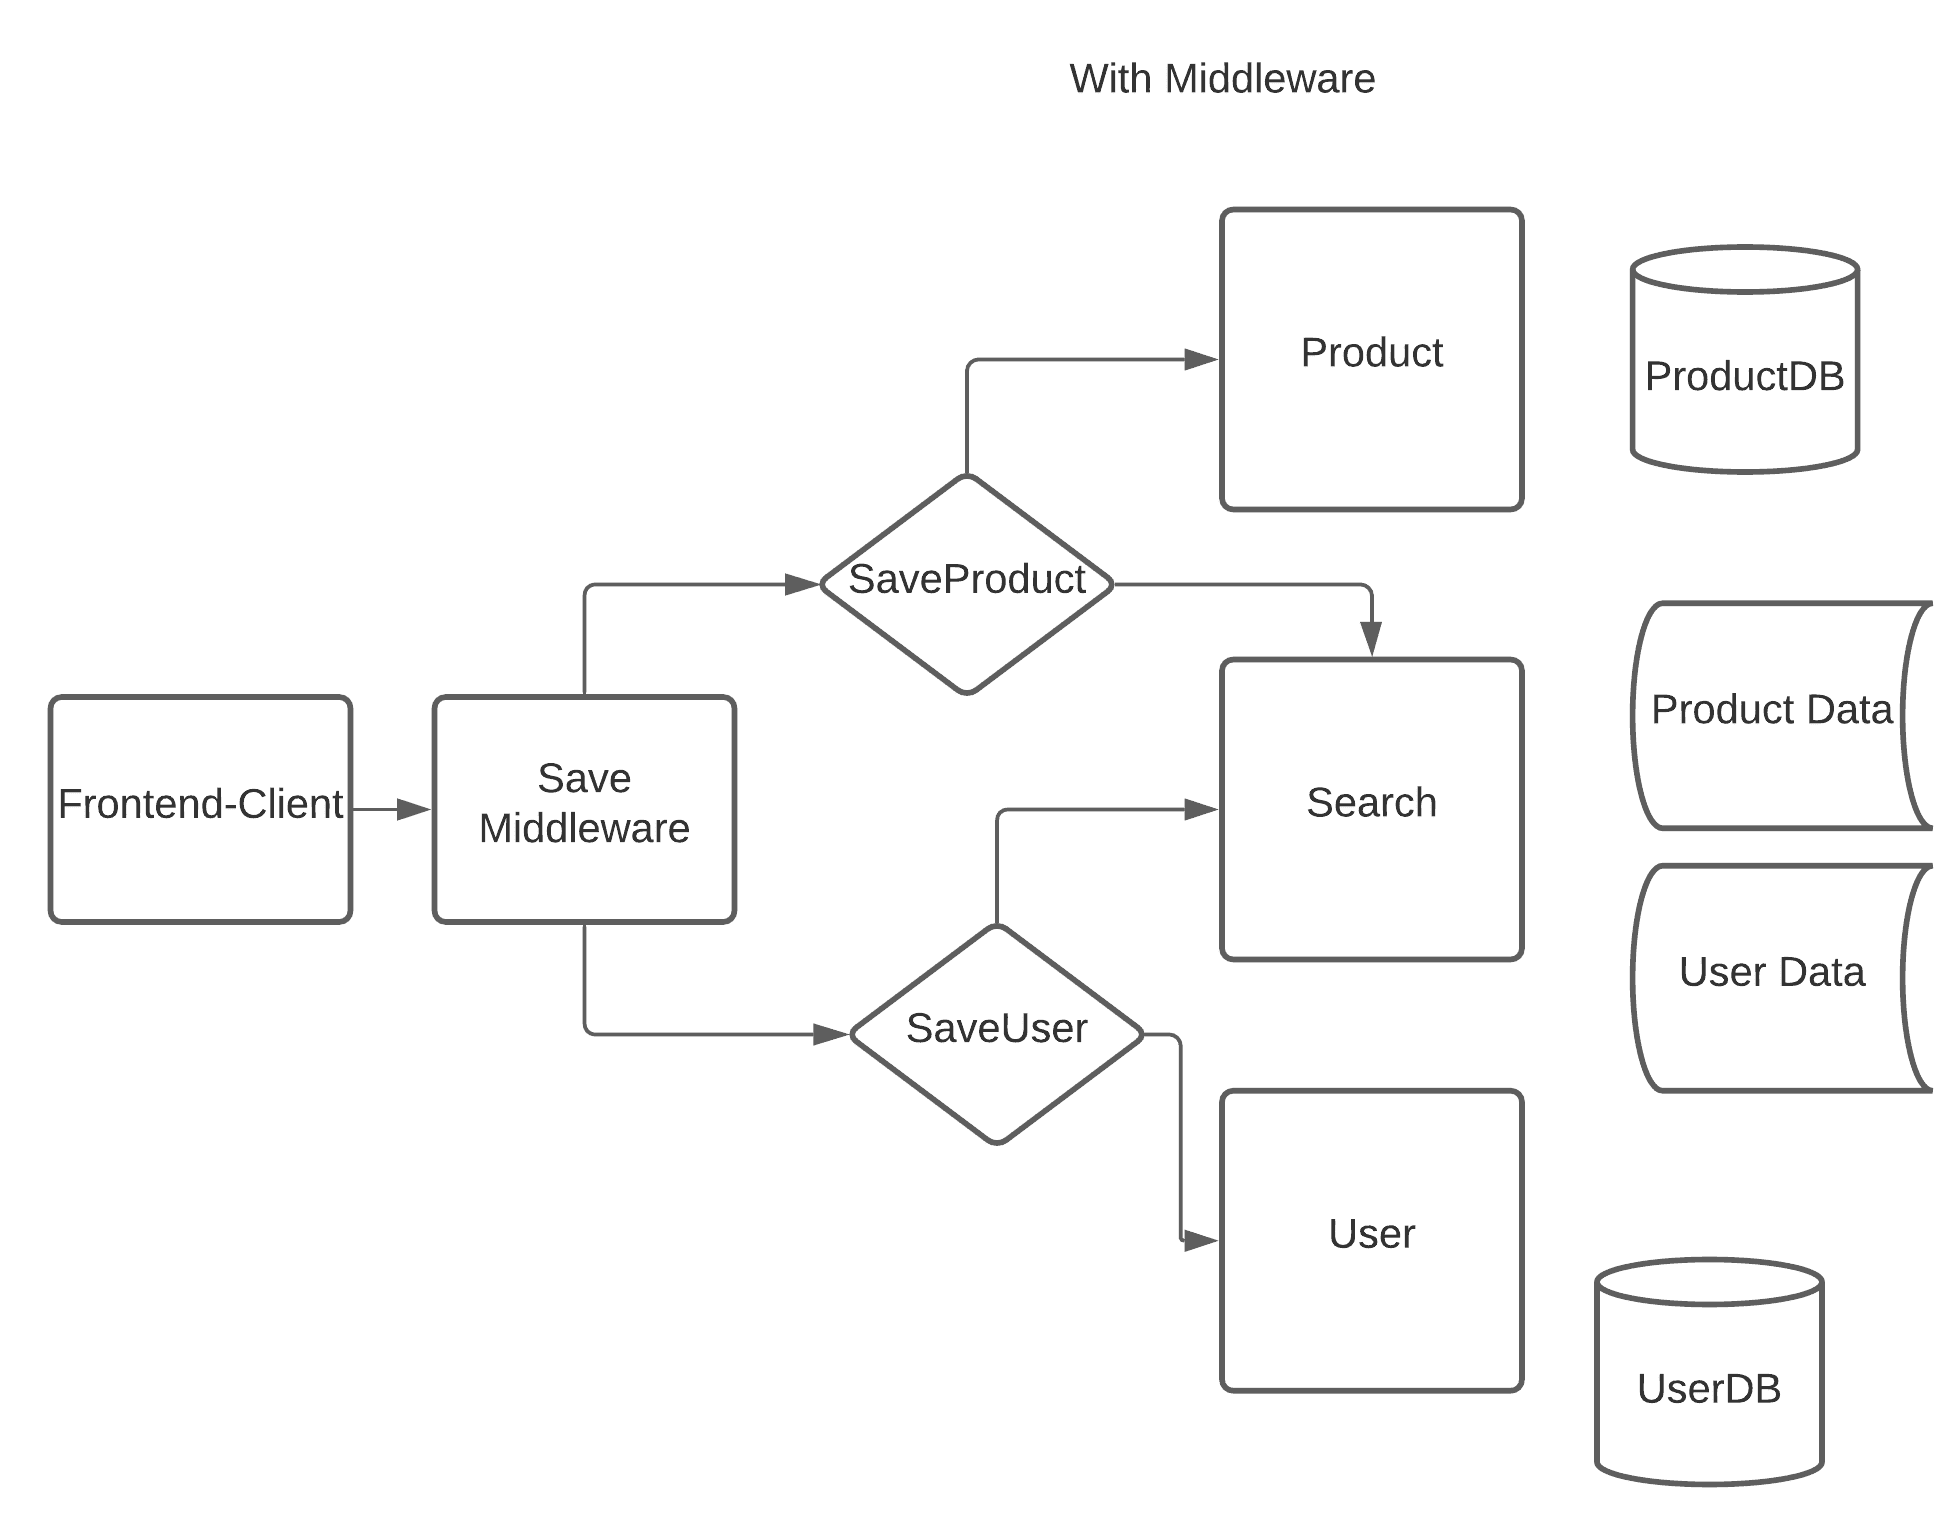 With Middleware
Product
ProductDB
SaveProduct
Product Data
Frontend-Client
Save
Middleware
Search
User Data
SaveUser
User
UserDB